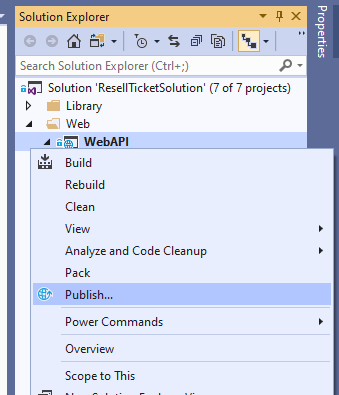 Solution Explorer
Properties
Search Solution Explorer (Ctrl+;)
Solution 'ResellTicketSolution' (7 of 7 projects)
Library
Web
WebAPI
Build
Rebuild
Clean
View
Analyze and Code Cleanup
Pack
Publish...
Power Commands
Overview
Scope to This